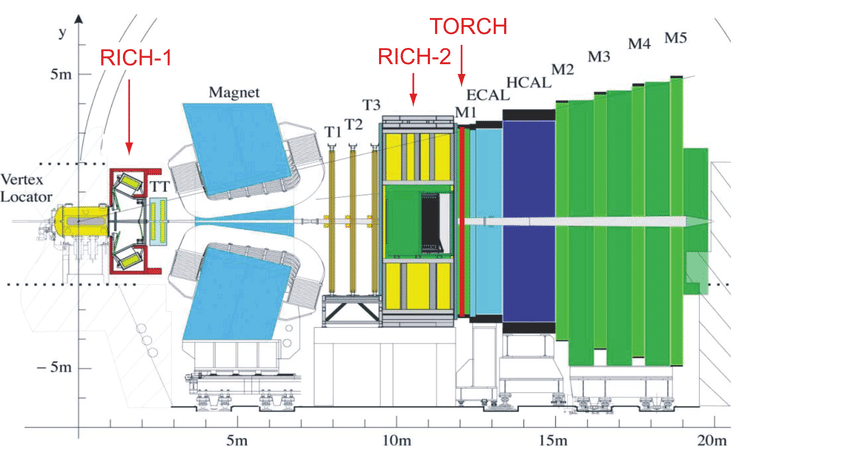 y
5m
- 5m
RICH-1
Magnet
Vertex
Locator
TT
T1
T2
T3
RICH-2
TORCH
M1
ECAL
HCAL
M2
M3
M4
M5
5m
10m
15m
20m